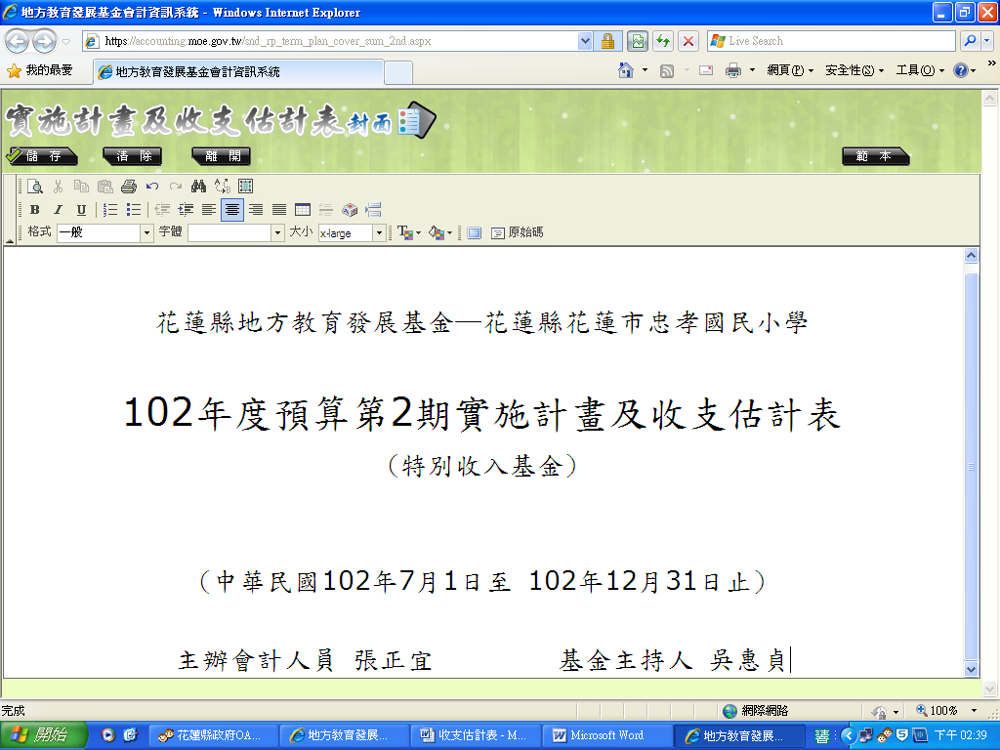 地方教育發展基金會計資訊系統 - Windows Internet Explorer
https://accounting.moe.gov.tw/snd_rp_term_plan_cover_sum_2nd.aspx
Live Search
我的最愛
地方教育發展基金會計資訊系統
網頁(P)
安全性(S)
工具(O)
實施計畫及收支估計表封面
儲 存
清 除
離 開
範 本
B I U
格式 一般 字體 大小 x-large 原始碼
花蓮縣地方教育發展基金—花蓮縣花蓮市忠孝國民小學
102年度預算第2期實施計畫及收支估計表
（特別收入基金）
（中華民國102年7月1日至 102年12月31日止）
主辦會計人員 張正宜 基金主持人 吳惠貞
完成
網際網路
100%
開始
花蓮縣政府OA...
地方教育發展...
收支估計表 - M...
Microsoft Word
地方教育發展...
下午 02:39